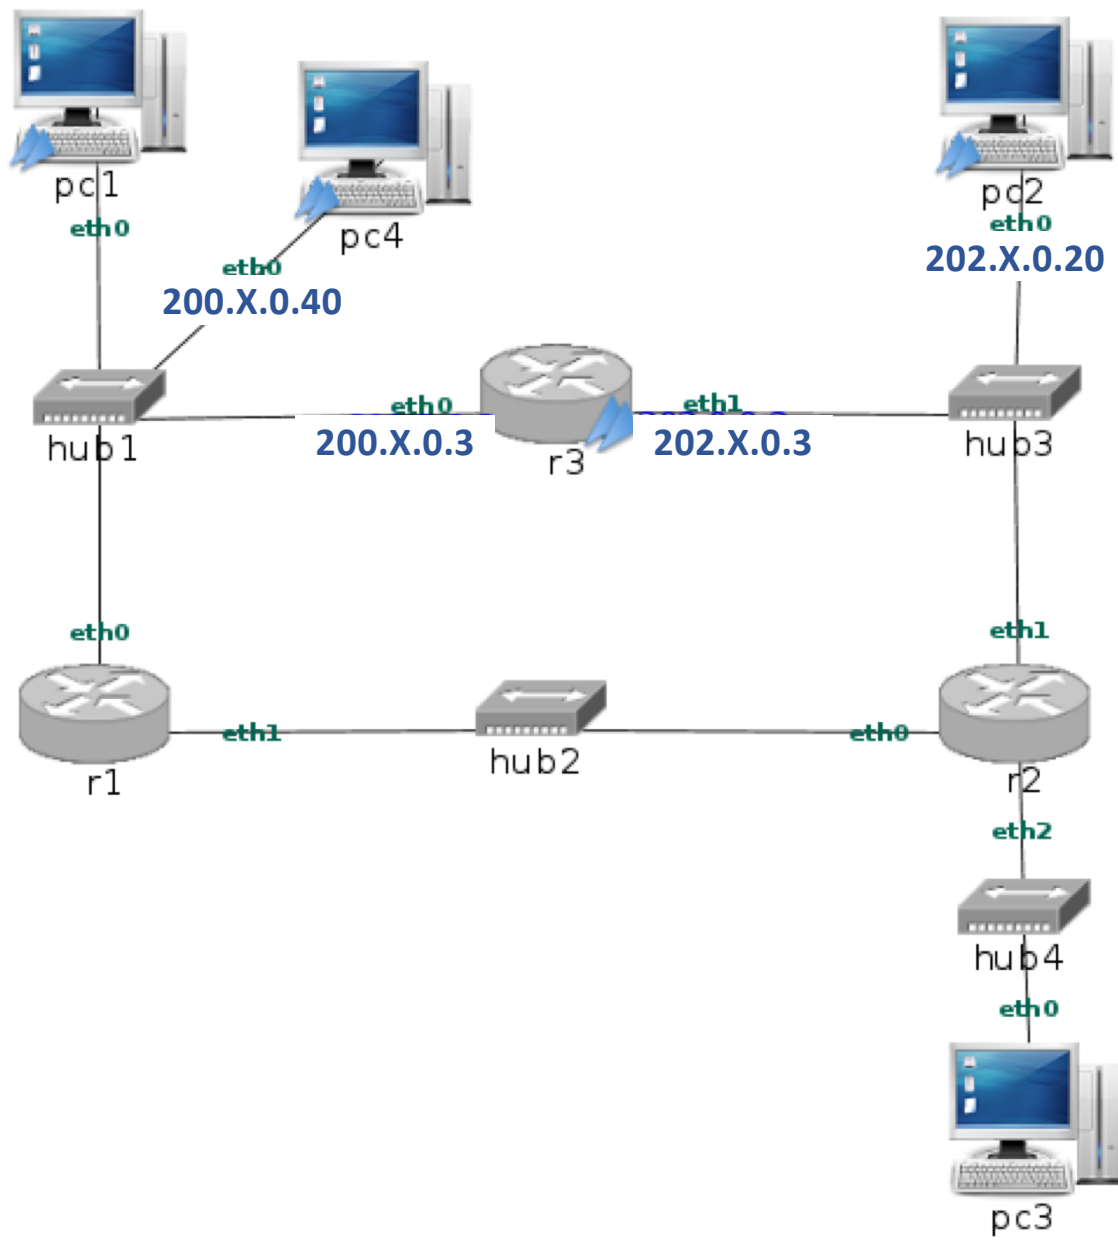 pc1
eth0
pc4
eth0
200.X.0.40
pc2
eth0
202.X.0.20
hub1
eth0
200.X.0.3
r3
eth1
202.X.0.3
hub3
eth0
r1
eth1
hub2
eth0
eth1
r2
eth2
hub4
eth0
pc3